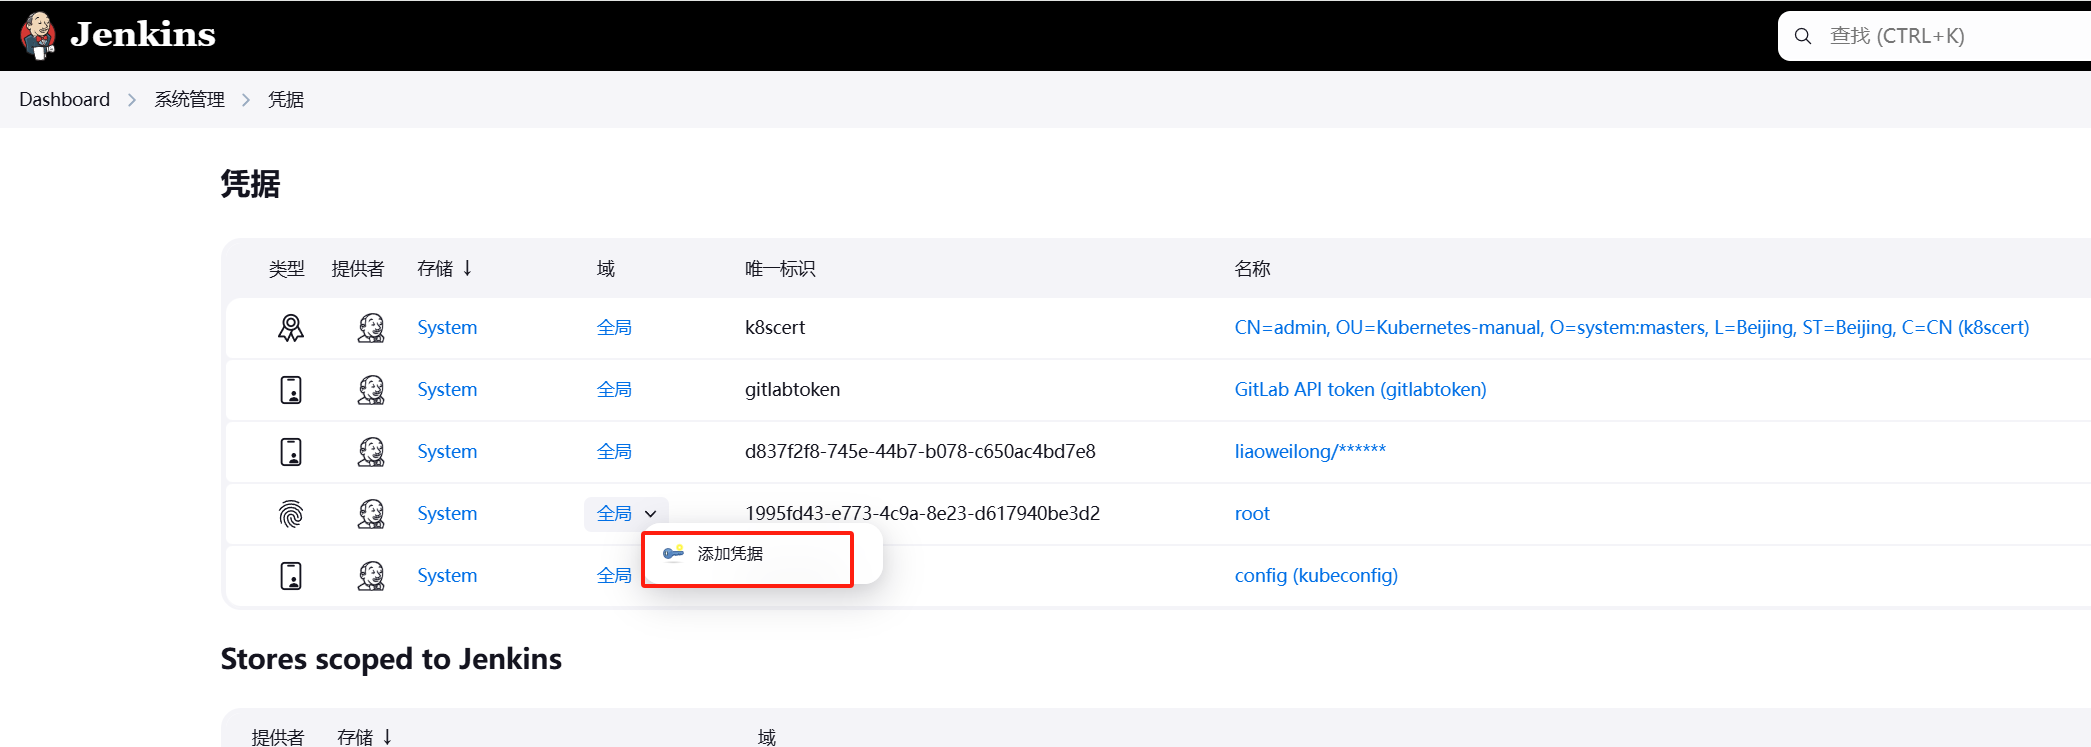 Jenkins
查找 (CTRL+K)
Dashboard 系统管理 凭据
凭据
类型 提供者 存储 ↓ 域 唯一标识 名称
System 全局 k8scert CN=admin, OU=Kubernetes-manual, O=system:masters, L=Beijing, ST=Beijing, C=CN (k8scert)
System 全局 gitlabtoken GitLab API token (gitlabtoken)
System 全局 d837f2f8-745e-44b7-b078-c650ac4bd7e8 liaoweilong/******
System 全局 1995fd43-e773-4c9a-8e23-d617940be3d2 root
添加凭据
System 全局 config (kubeconfig)
Stores scoped to Jenkins
提供者 存储 ↓ 域